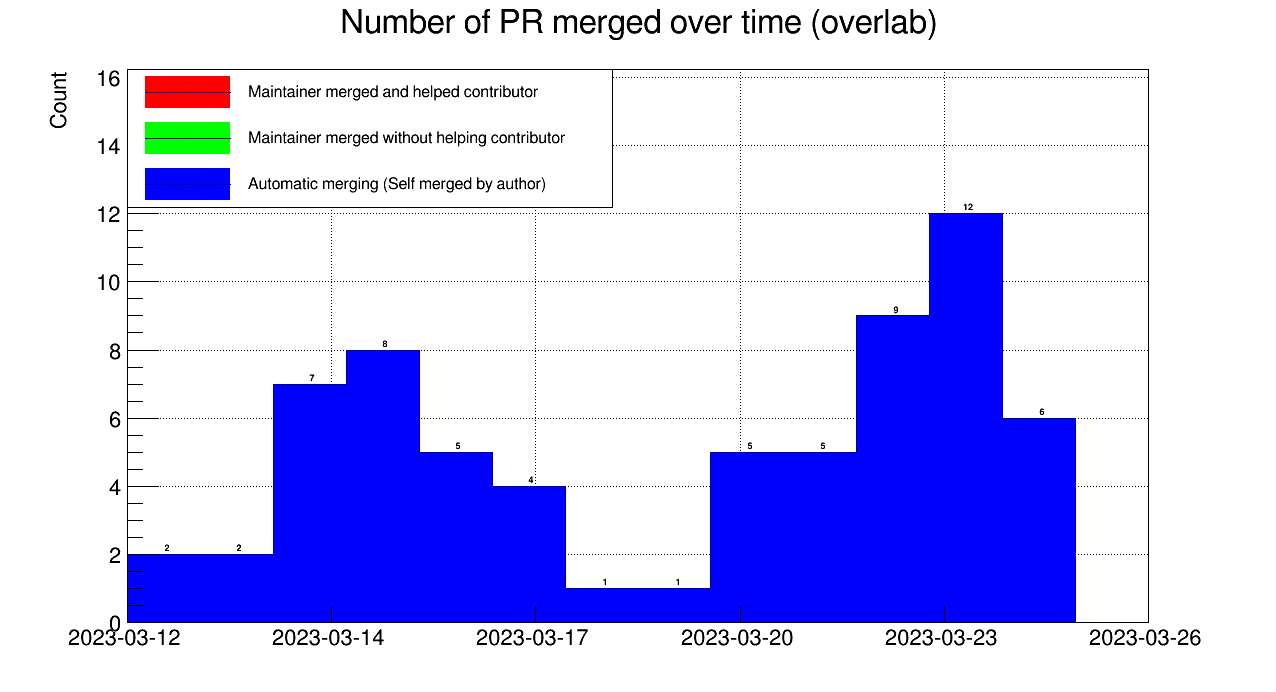 Number of PR merged over time (overlab)
Count
16
14
12
10
8
6
4
2
0
Maintainer merged and helped contributor
Maintainer merged without helping contributor
Automatic merging (Self merged by author)
2 2 7 8 5 4 1 1 5 5 9 12 6
2023-03-12 2023-03-14 2023-03-17 2023-03-20 2023-03-23 2023-03-26